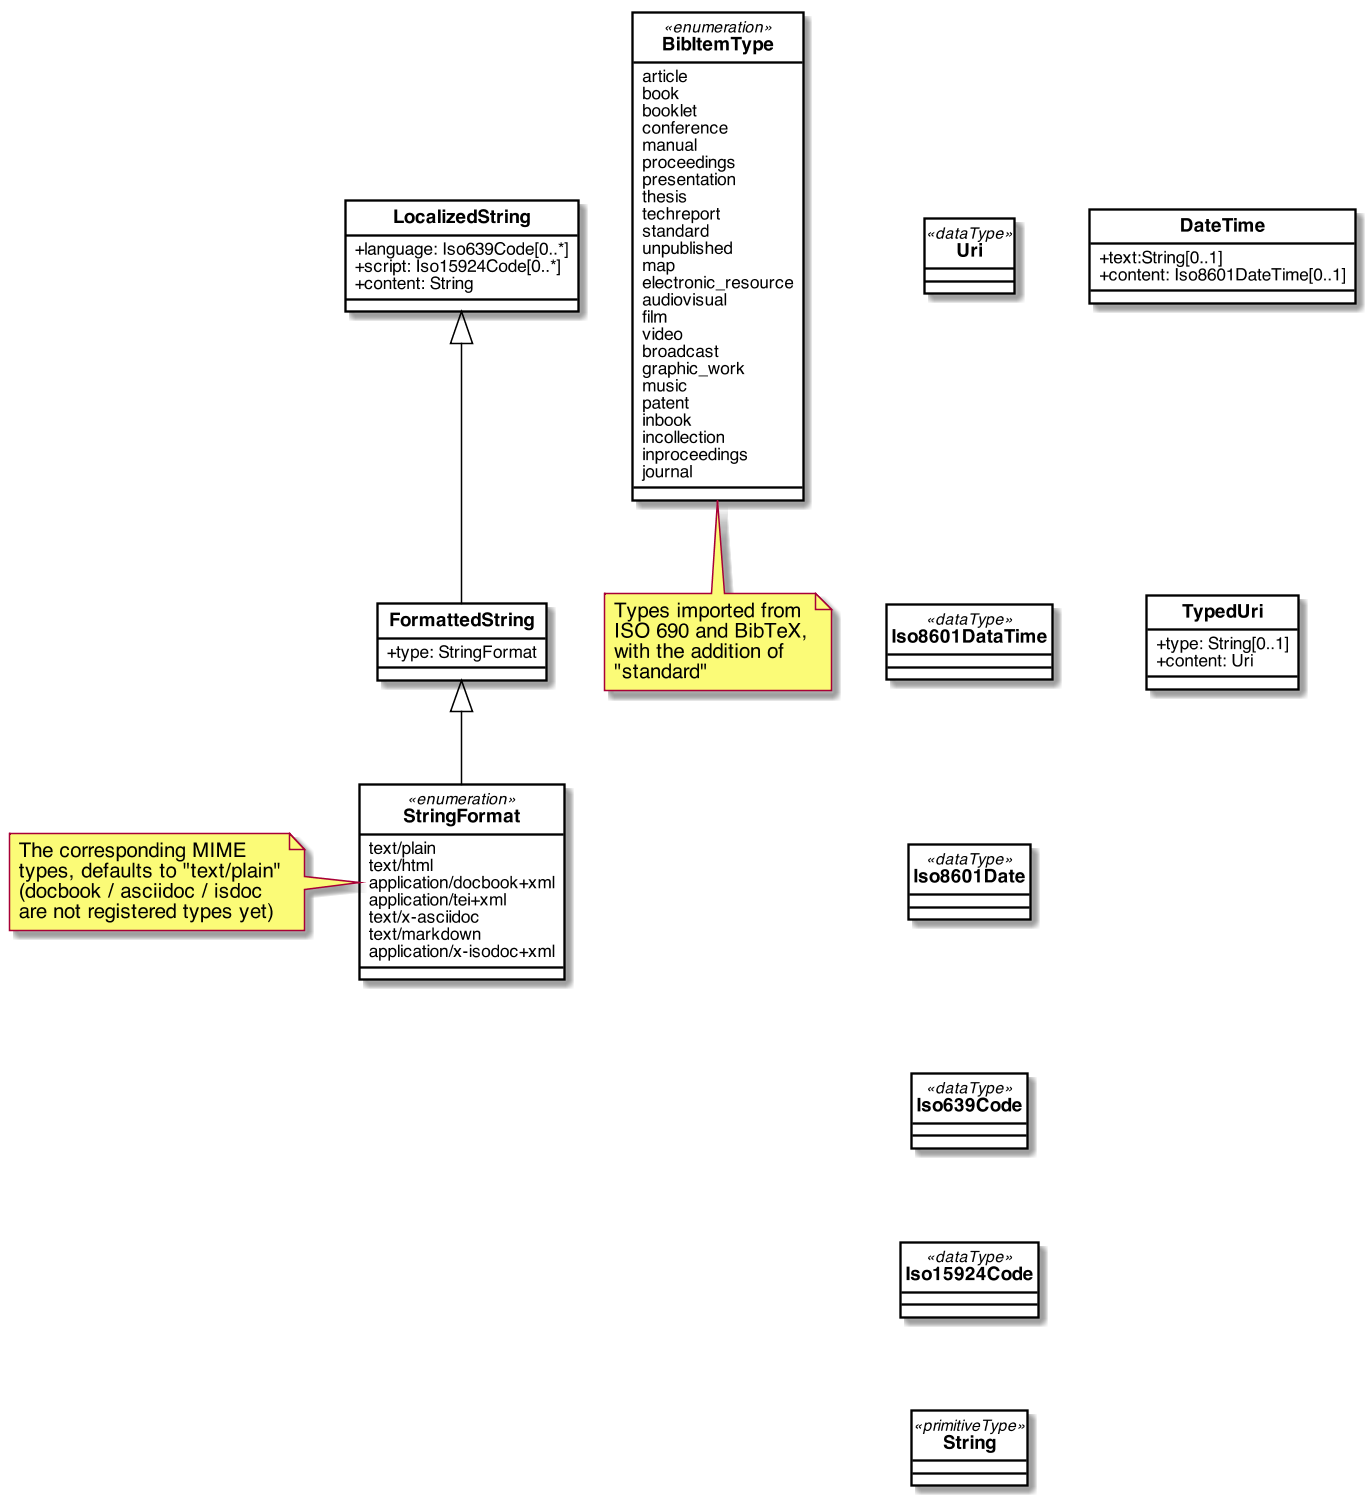 «enumeration»
BibItemType
article
book
booklet
conference
manual
proceedings
presentation
thesis
techreport
standard
unpublished
map
electronic_resource
audiovisual
film
video
broadcast
graphic_work
music
patent
inbook
incollection
inproceedings
journal
LocalizedString
+language: Iso639Code[0..*]
+script: Iso15924Code[0..*]
+content: String
«dataType»
Uri
DateTime
+text:String[0..1]
+content: Iso8601DateTime[0..1]
FormattedString
+type: StringFormat
Types imported from
ISO 690 and BibTeX,
with the addition of
"standard"
«dataType»
Iso8601DataTime
TypedUri
+type: String[0..1]
+content: Uri
The corresponding MIME
types, defaults to "text/plain"
(docbook / asciidoc / isdoc
are not registered types yet)
«enumeration»
StringFormat
text/plain
text/html
application/docbook+xml
application/tei+xml
text/x-asciidoc
text/markdown
application/x-isodoc+xml
«dataType»
Iso8601Date
«dataType»
Iso639Code
«dataType»
Iso15924Code
«primitiveType»
String